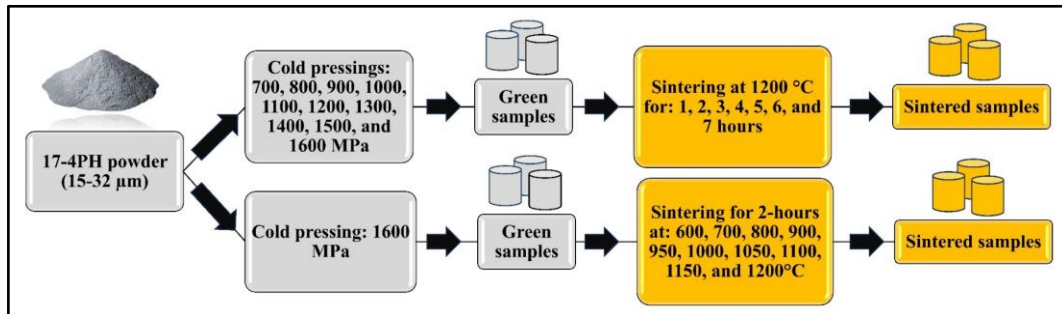 17-4PH powder
(15-32 µm)
Cold pressings:
700, 800, 900, 1000,
1100, 1200, 1300,
1400, 1500, and
1600 MPa
Green
samples
Sintering at 1200 °C
for: 1, 2, 3, 4, 5, 6, and
7 hours
Sintered samples
Cold pressing: 1600
MPa
Green
samples
Sintering for 2-hours
at: 600, 700, 800, 900,
950, 1000, 1050, 1100,
1150, and 1200°C
Sintered samples